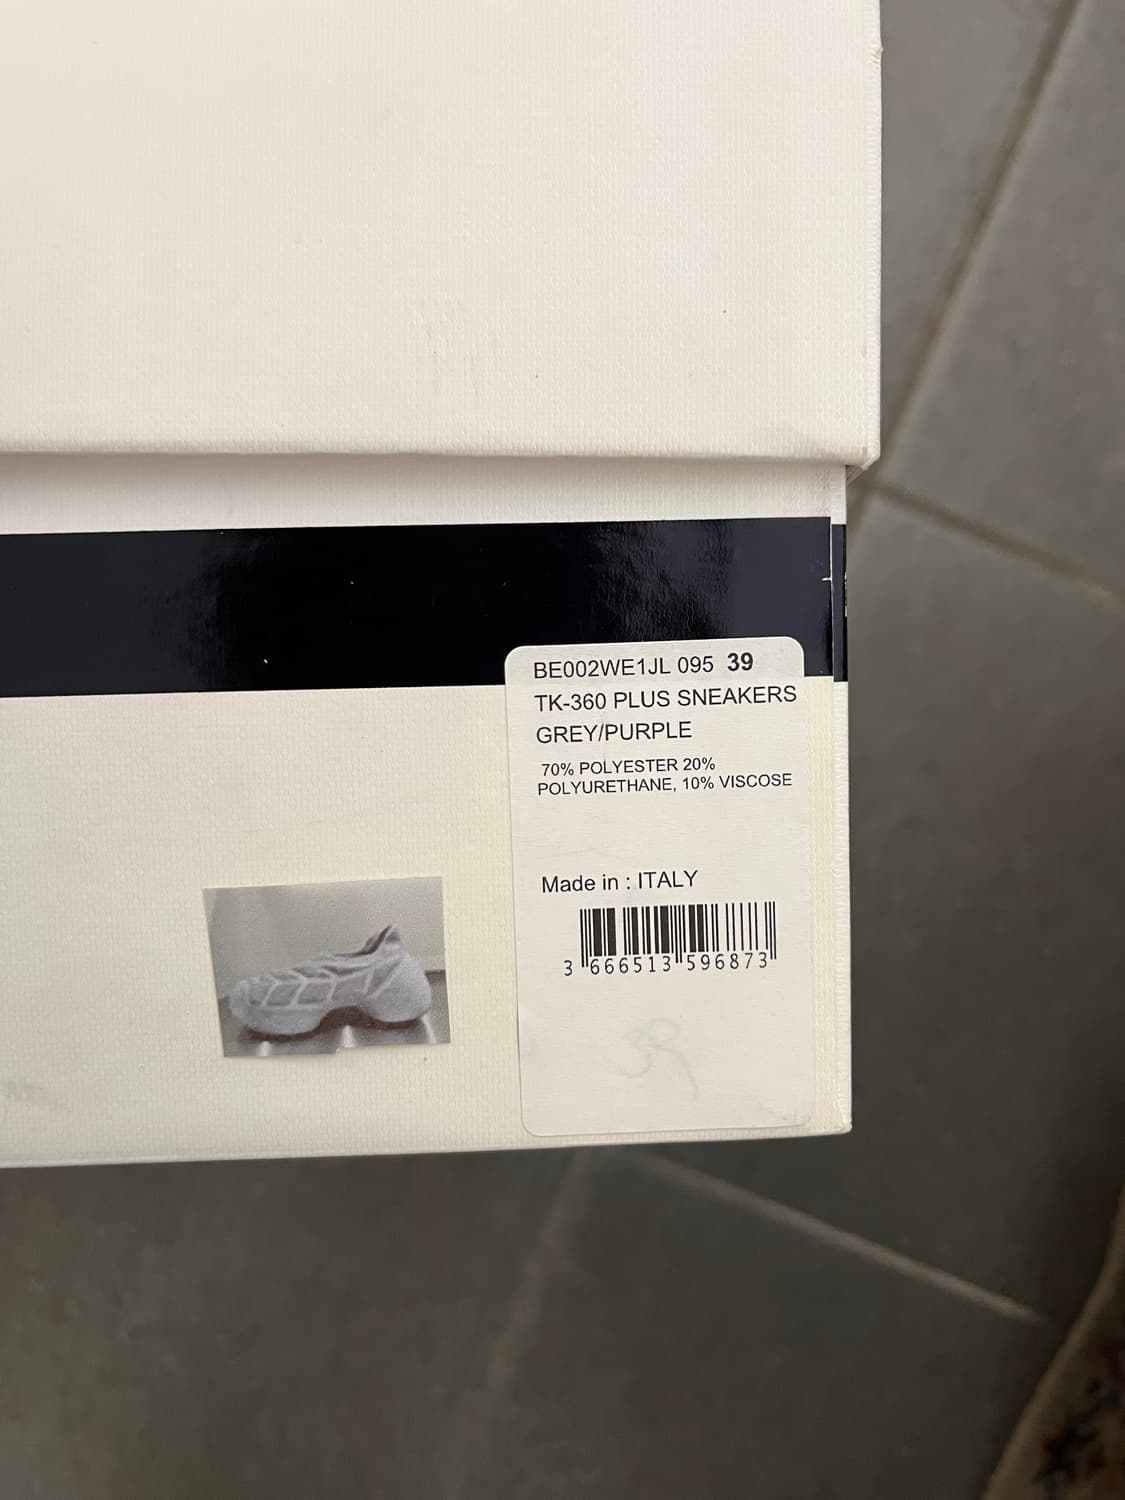 BE002WE1JL 095 39
TK-360 PLUS SNEAKERS
GREY/PURPLE
70% POLYESTER 20%
POLYURETHANE, 10% VISCOSE
Made in : ITALY
3 666513 596873
39